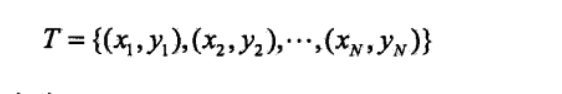 T = {(x₁, y₁), (x₂, y₂), ⋯, (x_N, y_N)}